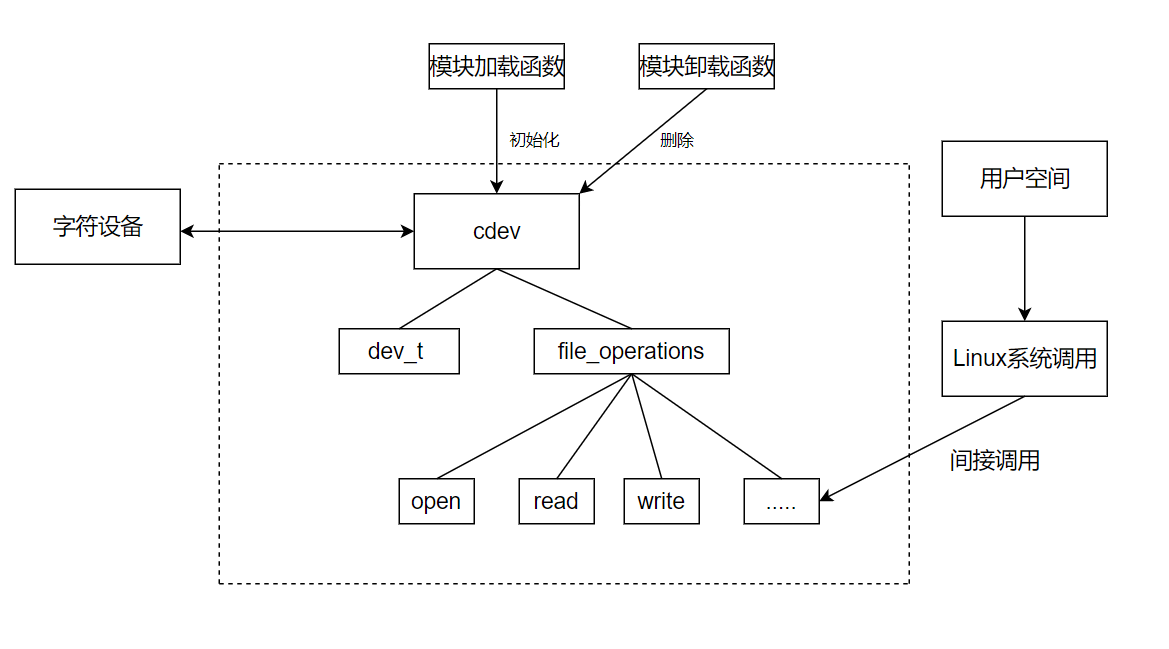 模块加载函数
模块卸载函数
初始化
删除
用户空间
字符设备
cdev
dev_t
file_operations
Linux系统调用
间接调用
open
read
write
.....